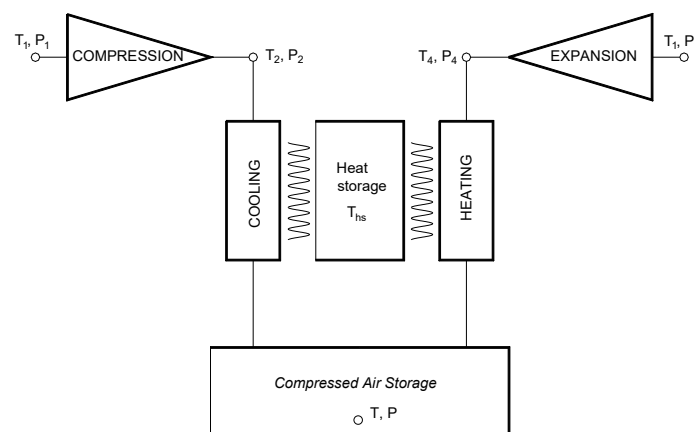 T₁, P₁
COMPRESSION
T₂, P₂
T₄, P₄
EXPANSION
T₁, P
COOLING
Heat
storage
Tₕₛ
HEATING
Compressed Air Storage
T, P